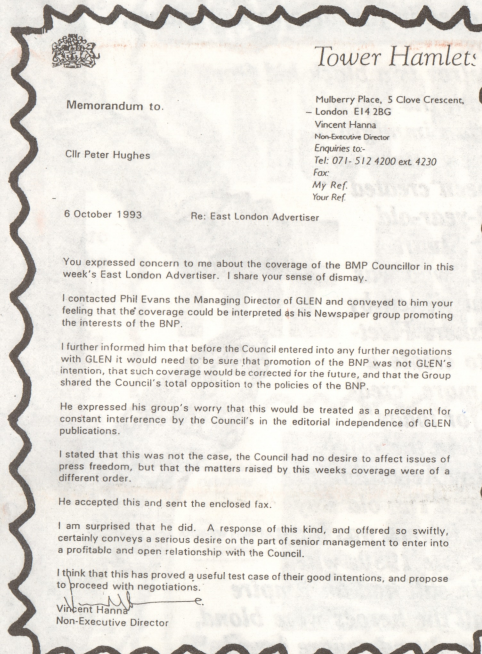 Tower Hamlets
Memorandum to.
Mulberry Place, 5 Clove Crescent,
London E14 2BG
Vincent Hanna
Non-Executive Director
Cllr Peter Hughes
Enquiries to:-
Tel: 071- 512 4200 ext. 4230
Fax:
My Ref.
Your Ref.
6 October 1993
Re: East London Advertiser
You expressed concern to me about the coverage of the BMP Councillor in this
week's East London Advertiser. I share your sense of dismay.
I contacted Phil Evans the Managing Director of GLEN and conveyed to him your
feeling that the coverage could be interpreted as his Newspaper group promoting
the interests of the BNP.
I further informed him that before the Council entered into any further negotiations
with GLEN it would need to be sure that promotion of the BNP was not GLEN's
intention, that such coverage would be corrected for the future, and that the Group
shared the Council's total opposition to the policies of the BNP.
He expressed his group's worry that this would be treated as a precedent for
constant interference by the Council's in the editorial independence of GLEN
publications.
I stated that this was not the case, the Council had no desire to affect issues of
press freedom, but that the matters raised by this weeks coverage were of a
different order.
He accepted this and sent the enclosed fax.
I am surprised that he did. A response of this kind, and offered so swiftly,
certainly conveys a serious desire on the part of senior management to enter into
a profitable and open relationship with the Council.
I think that this has proved a useful test case of their good intentions, and propose
to proceed with negotiations.
Vincent Hanna
Non-Executive Director